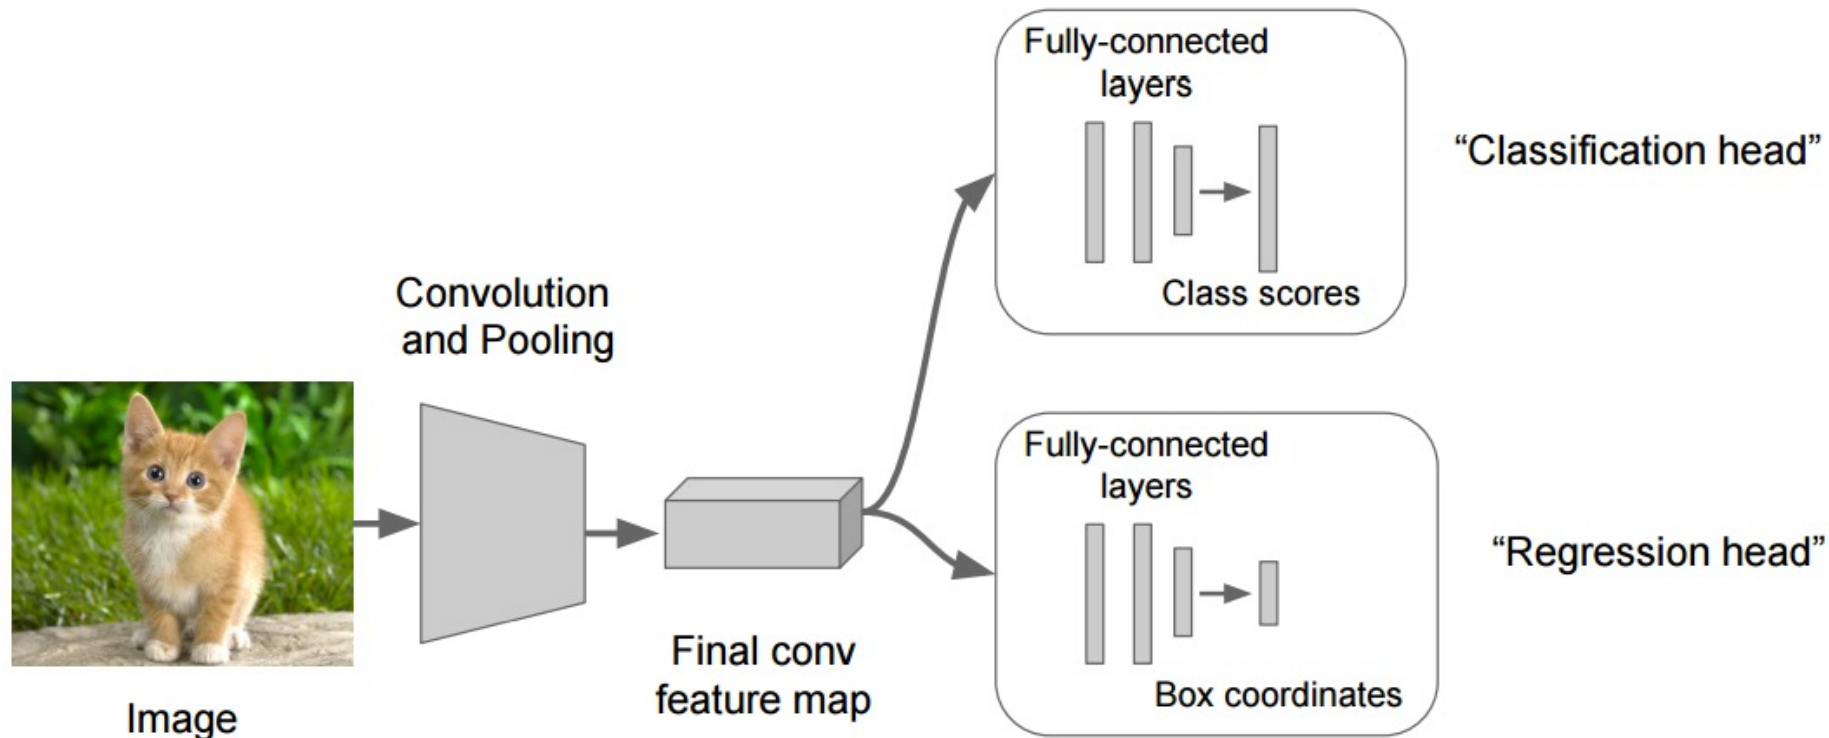 Fully-connected
layers
Class scores
“Classification head”
Convolution
and Pooling
Image
Final conv
feature map
Fully-connected
layers
Box coordinates
“Regression head”